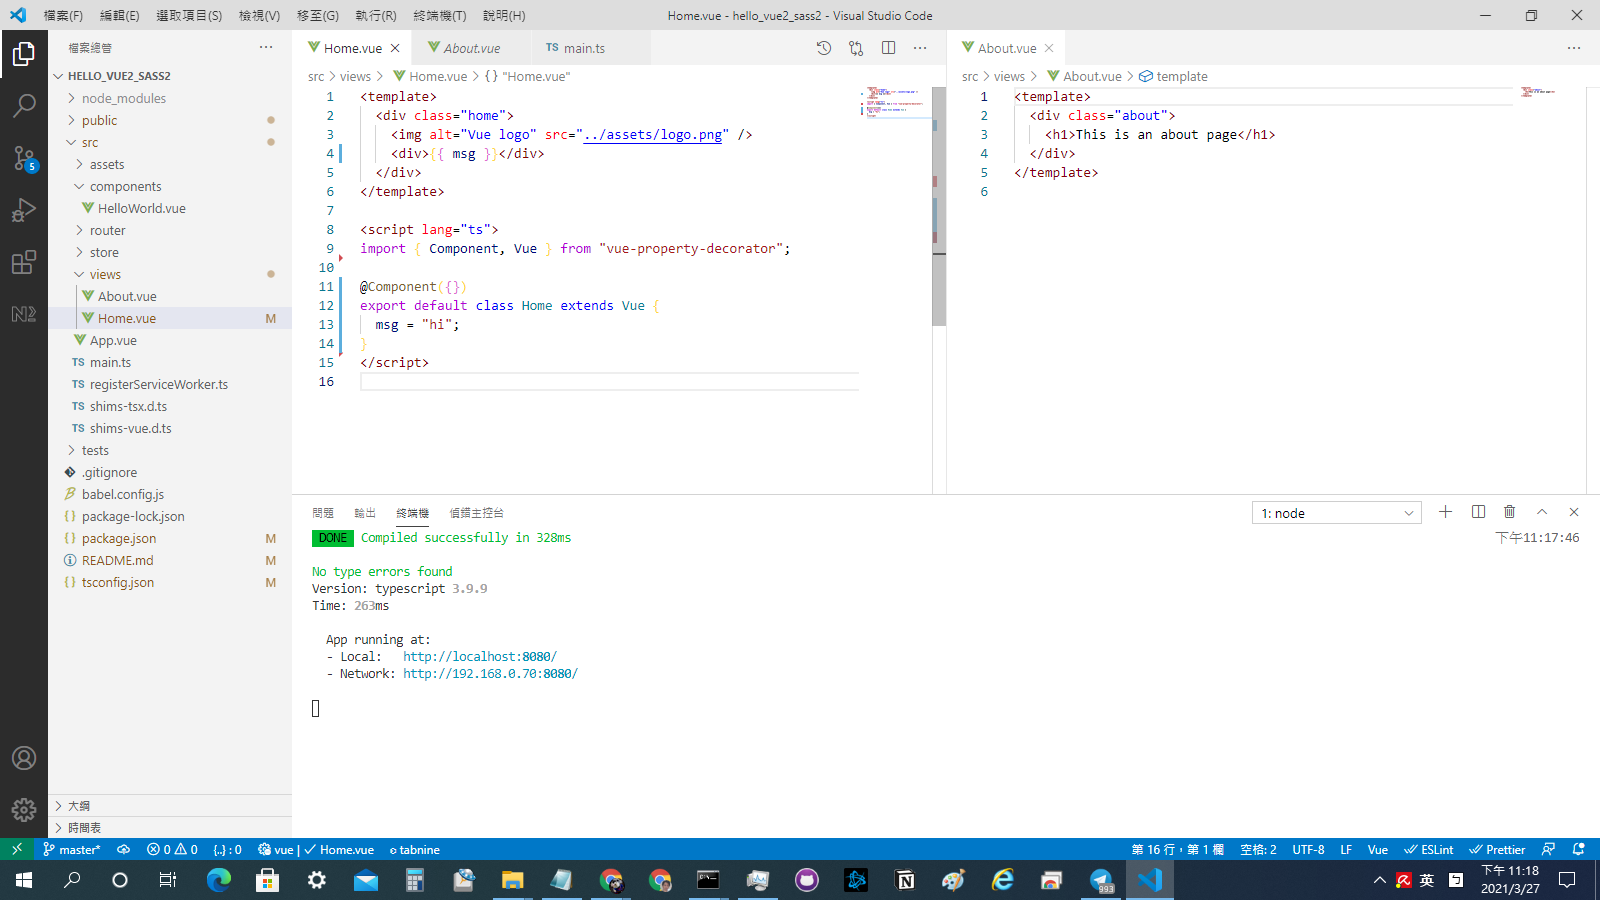 檔案(F) 編輯(E) 選取項目(S) 檢視(V) 移至(G) 執行(R) 終端機(T) 說明(H)
Home.vue - hello_vue2_sass2 - Visual Studio Code
檔案總管
HELLO_VUE2_SASS2
node_modules
public
src
assets
components
HelloWorld.vue
router
store
views
About.vue
Home.vue M
App.vue
TS main.ts
TS registerServiceWorker.ts
TS shims-tsx.d.ts
TS shims-vue.d.ts
tests
.gitignore
babel.config.js
{} package-lock.json
{} package.json M
README.md M
{} tsconfig.json M
大綱
時間表
5
Home.vue About.vue TS main.ts
src > views > Home.vue > {} "Home.vue"
1 <template>
2 <div class="home">
3 <img alt="Vue logo" src="../assets/logo.png" />
4 <div>{{ msg }}</div>
5 </div>
6 </template>
7
8 <script lang="ts">
9 import { Component, Vue } from "vue-property-decorator";
10
11 @Component({})
12 export default class Home extends Vue {
13 msg = "hi";
14 }
15 </script>
16
About.vue
src > views > About.vue > template
1 <template>
2 <div class="about">
3 <h1>This is an about page</h1>
4 </div>
5 </template>
6
問題 輸出 終端機 偵錯主控台
1: node
DONE Compiled successfully in 328ms 下午11:17:46
No type errors found
Version: typescript 3.9.9
Time: 263ms
App running at:
- Local: http://localhost:8080/
- Network: http://192.168.0.70:8080/
master* 0 0 {..} : 0 vue | Home.vue tabnine
第 16 行，第 1 欄 空格: 2 UTF-8 LF Vue ESLint Prettier
993
英
下午 11:18
2021/3/27